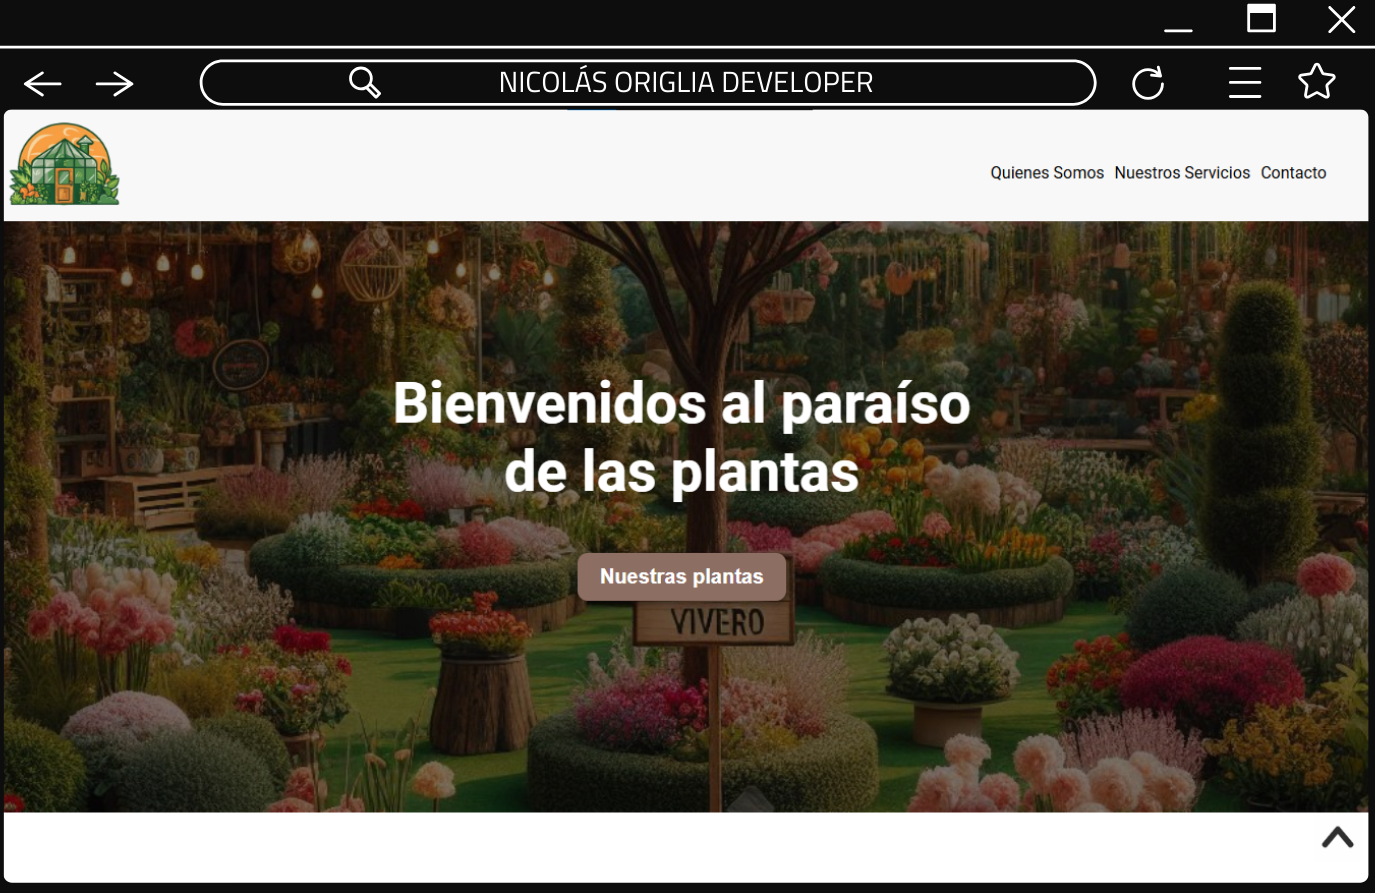 NICOLÁS ORIGLIA DEVELOPER
Quienes Somos Nuestros Servicios Contacto
Bienvenidos al paraíso
de las plantas
Nuestras plantas
VIVERO